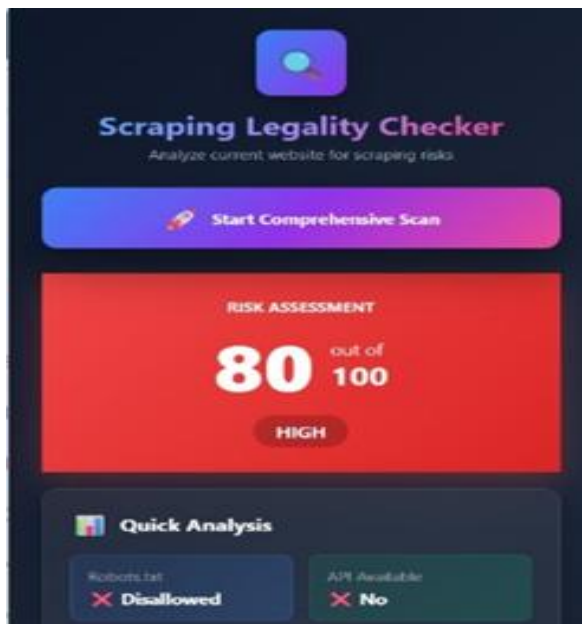 Scraping Legality Checker
Analyze current website for scraping risks
🚀 Start Comprehensive Scan
RISK ASSESSMENT
80 out of 100
HIGH
📊 Quick Analysis
Robots.txt
❌ Disallowed
API Available
❌ No